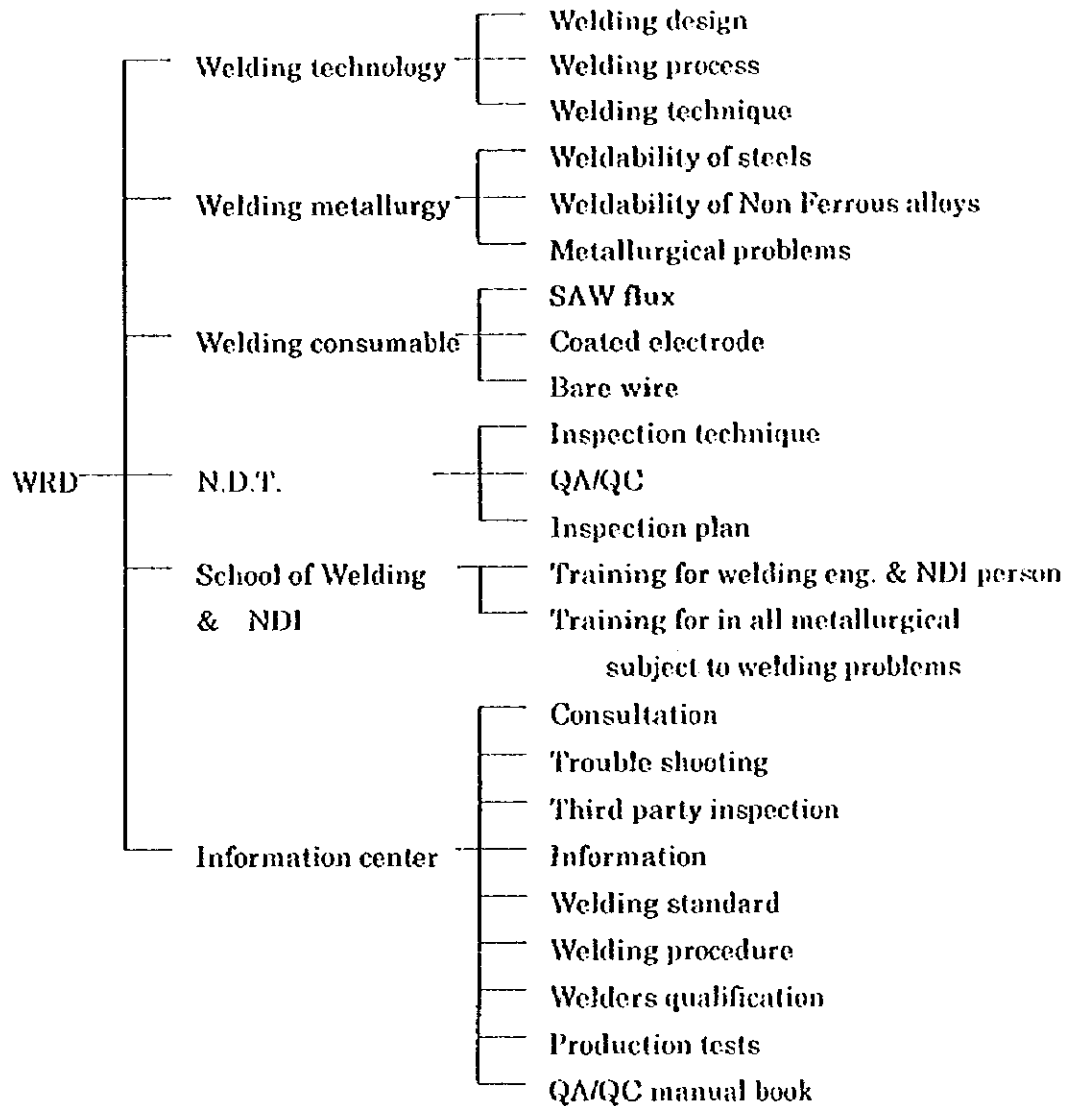 Welding design
Welding technology
Welding process
Welding technique
Weldability of steels
Welding metallurgy
Weldability of Non Ferrous alloys
Metallurgical problems
SAW flux
Welding consumable
Coated electrode
Bare wire
Inspection technique
WRD
N.D.T.
QA/QC
Inspection plan
School of Welding
Training for welding eng. & NDI person
& NDI
Training for in all metallurgical
subject to welding problems
Consultation
Trouble shooting
Third party inspection
Information center
Information
Welding standard
Welding procedure
Welders qualification
Production tests
QA/QC manual book